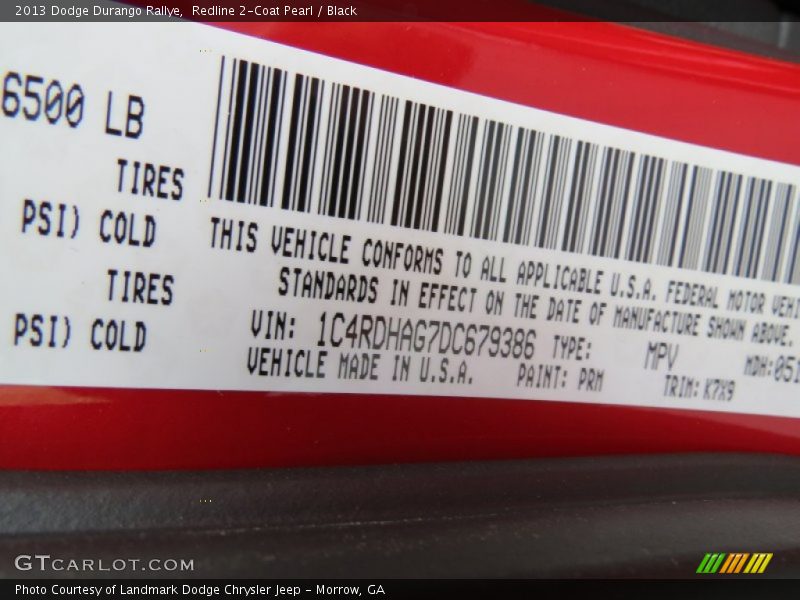 2013 Dodge Durango Rallye, Redline 2-Coat Pearl / Black
6500 LB
TIRES
PSI) COLD
TIRES
PSI) COLD
THIS VEHICLE CONFORMS TO ALL APPLICABLE U.S.A. FEDERAL MOTOR VEHI
STANDARDS IN EFFECT ON THE DATE OF MANUFACTURE SHOWN ABOVE.
VIN: 1C4RDHAG7DC679386 TYPE: MPV MDH:051
VEHICLE MADE IN U.S.A. PAINT: PRM TRIM: K7X9
GTCARLOT.COM
Photo Courtesy of Landmark Dodge Chrysler Jeep - Morrow, GA